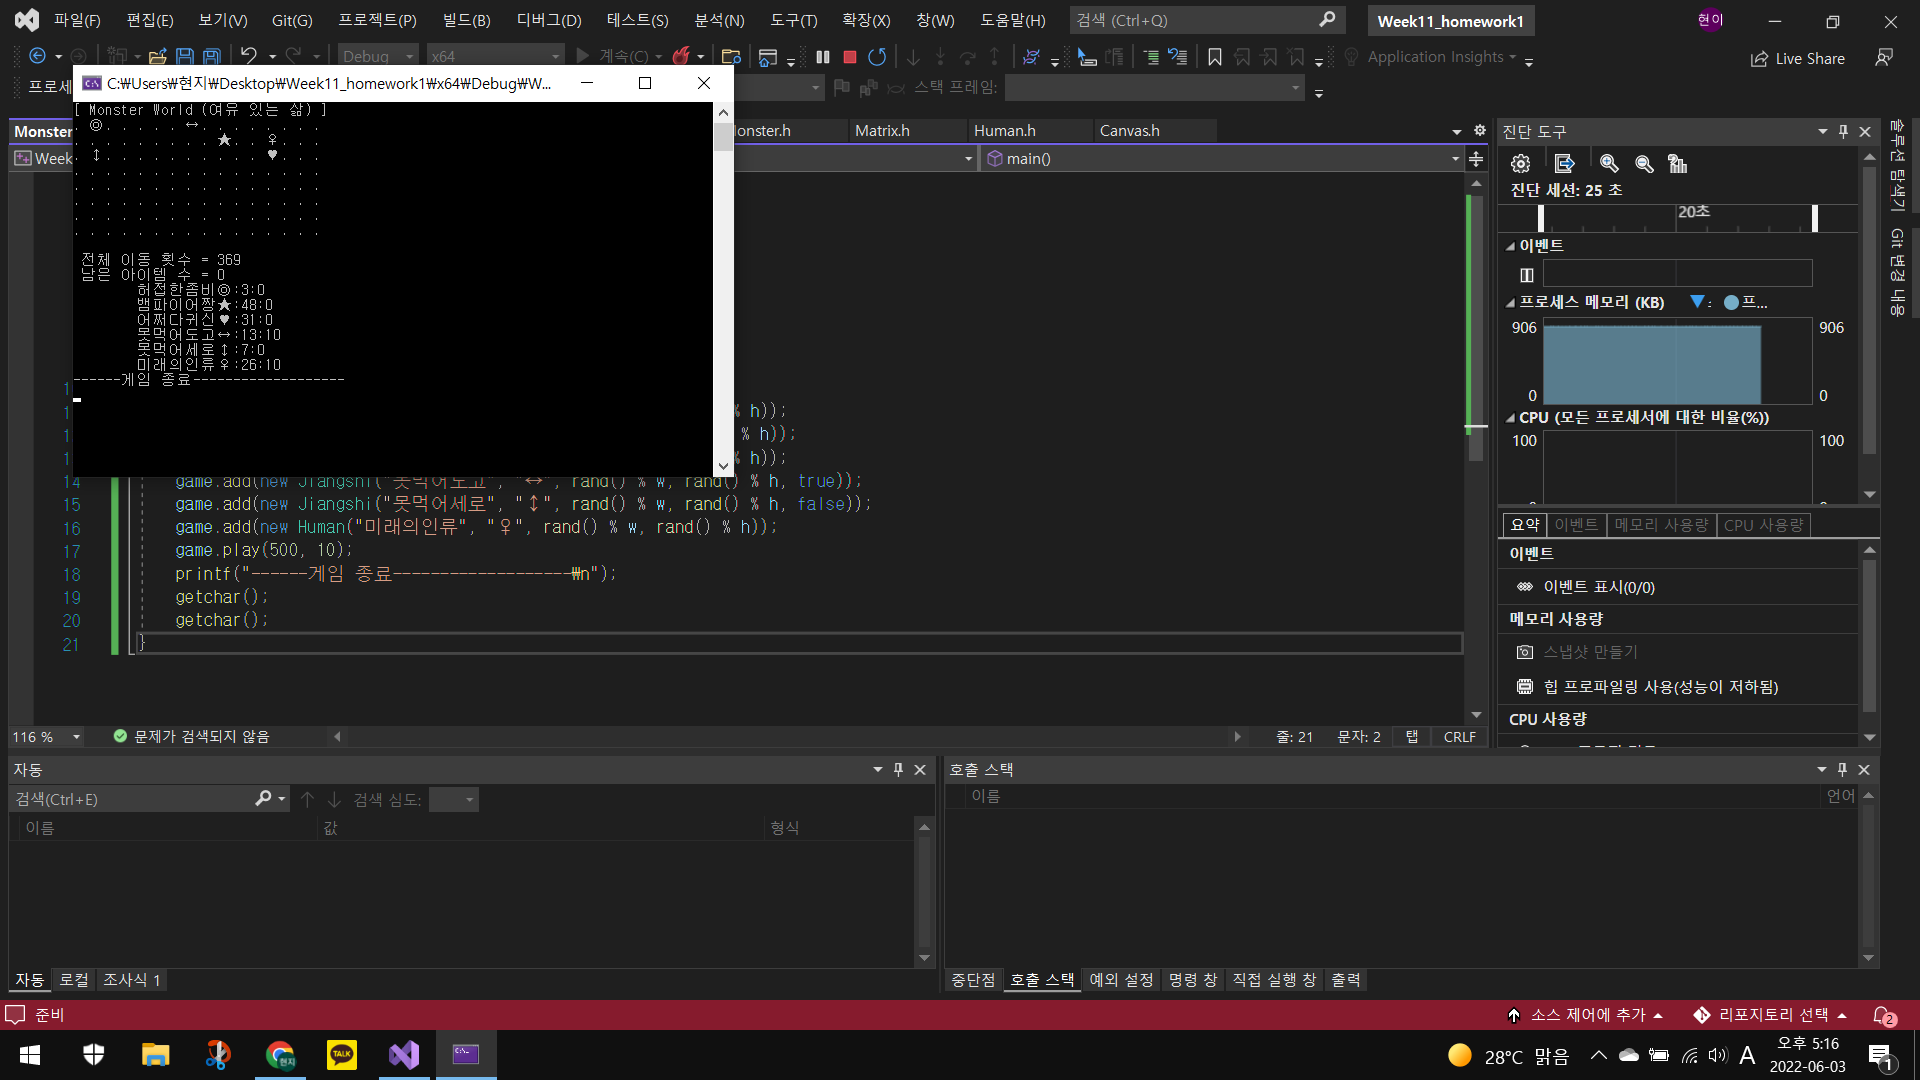 파일(F) 편집(E) 보기(V) Git(G) 프로젝트(P) 빌드(B) 디버그(D) 테스트(S) 분석(N) 도구(T) 확장(X) 창(W) 도움말(H) 검색 (Ctrl+Q) Week11_homework1 현이
Debug x64 계속(C) Application Insights Live Share
프로세 스택 프레임:
C:₩Users₩현지₩Desktop₩Week11_homework1₩x64₩Debug₩W...
[ Monster World (여유 있는 삶) ]
◎ . . . . . ↔ . . . . . . . .
. . . . . . . . . ★ . . ♀ . . .
. ↕ . . . . . . . . . . ♥ . . .
. . . . . . . . . . . . . . . .
. . . . . . . . . . . . . . . .
. . . . . . . . . . . . . . . .
. . . . . . . . . . . . . . . .
. . . . . . . . . . . . . . . .
전체 이동 횟수 = 369
남은 아이템 수 = 0
허접한좀비◎:3:0
뱀파이어짱★:48:0
어쩌다귀신♥:31:0
못먹어도고↔:13:10
못먹어세로↕:7:0
미래의인류♀:26:10
------게임 종료-------------------
Monster onster.h Matrix.h Human.h Canvas.h
Week main()
1
1 % h));
1 % h));
1 % h));
14 game.add(new Jiangshi("못먹어도고", "↔", rand() % w, rand() % h, true));
15 game.add(new Jiangshi("못먹어세로", "↕", rand() % w, rand() % h, false));
16 game.add(new Human("미래의인류", "♀", rand() % w, rand() % h));
17 game.play(500, 10);
18 printf("------게임 종료-------------------₩n");
19 getchar();
20 getchar();
21 }
116 % 문제가 검색되지 않음 줄: 21 문자: 2 탭 CRLF
진단 도구
진단 세션: 25 초
20초
이벤트
프로세스 메모리 (KB) 프...
906 906
0 0
CPU (모든 프로세서에 대한 비율(%))
100 100
요약 이벤트 메모리 사용량 CPU 사용량
이벤트
이벤트 표시(0/0)
메모리 사용량
스냅샷 만들기
힙 프로파일링 사용(성능이 저하됨)
CPU 사용량
솔루션 탐색기
Git 변경 내용
자동
검색(Ctrl+E) 검색 심도:
이름 값 형식
자동 로컬 조사식 1
호출 스택
이름 언어
중단점 호출 스택 예외 설정 명령 창 직접 실행 창 출력
준비 소스 제어에 추가 리포지토리 선택 2
현지 TALK 28°C 맑음 A 오후 5:16
2022-06-03 1